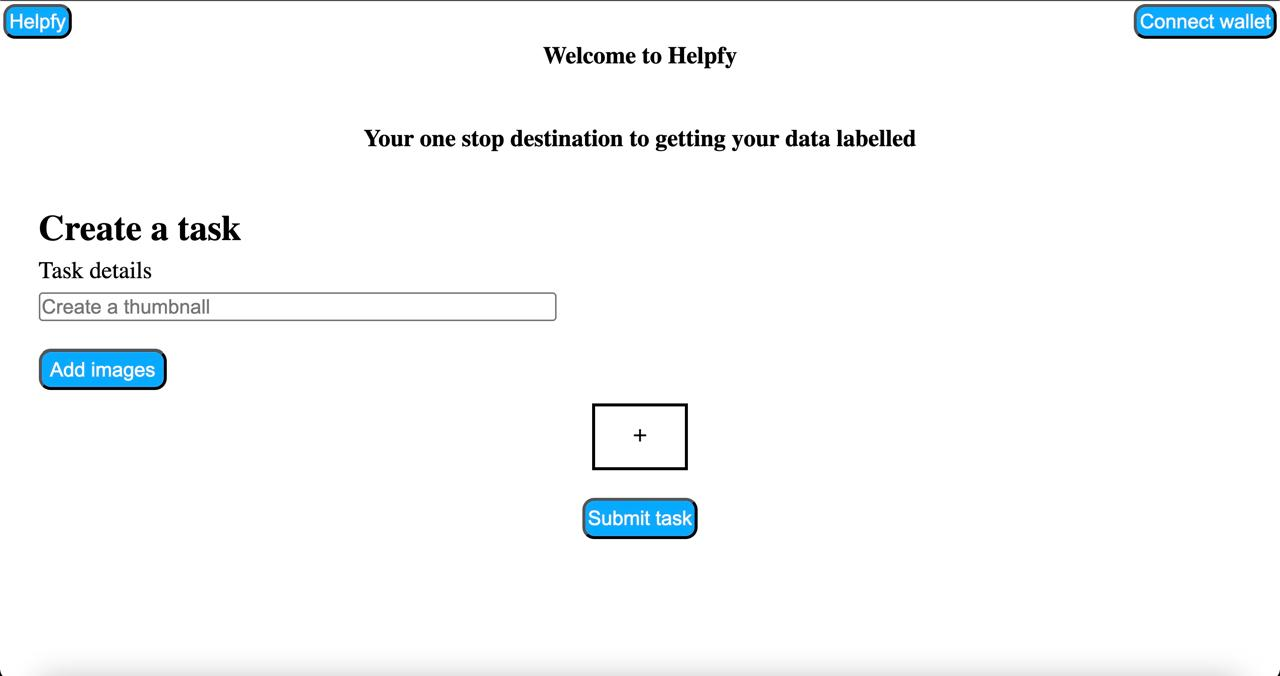 Helpfy
Connect wallet
Welcome to Helpfy
Your one stop destination to getting your data labelled
Create a task
Task details
Create a thumbnall
Add images
+
Submit task